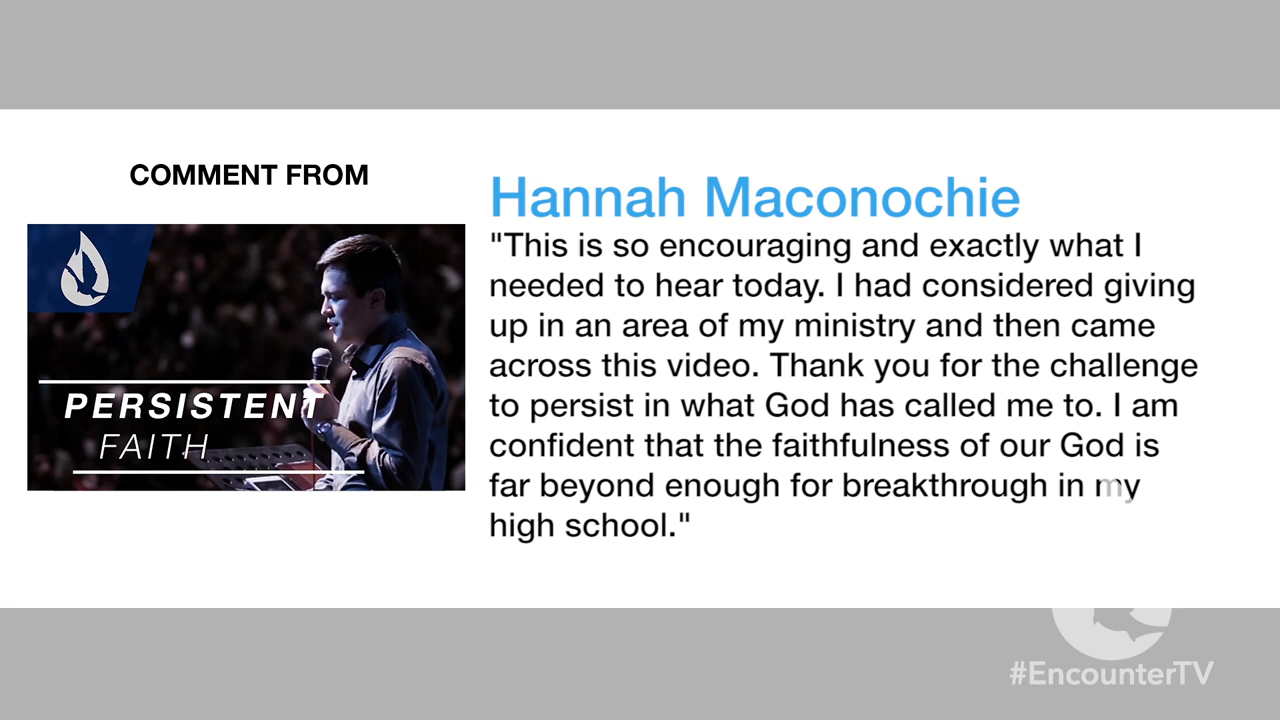 COMMENT FROM
PERSISTENT
FAITH
Hannah Maconochie
"This is so encouraging and exactly what I
needed to hear today. I had considered giving
up in an area of my ministry and then came
across this video. Thank you for the challenge
to persist in what God has called me to. I am
confident that the faithfulness of our God is
far beyond enough for breakthrough in my
high school."
#EncounterTV